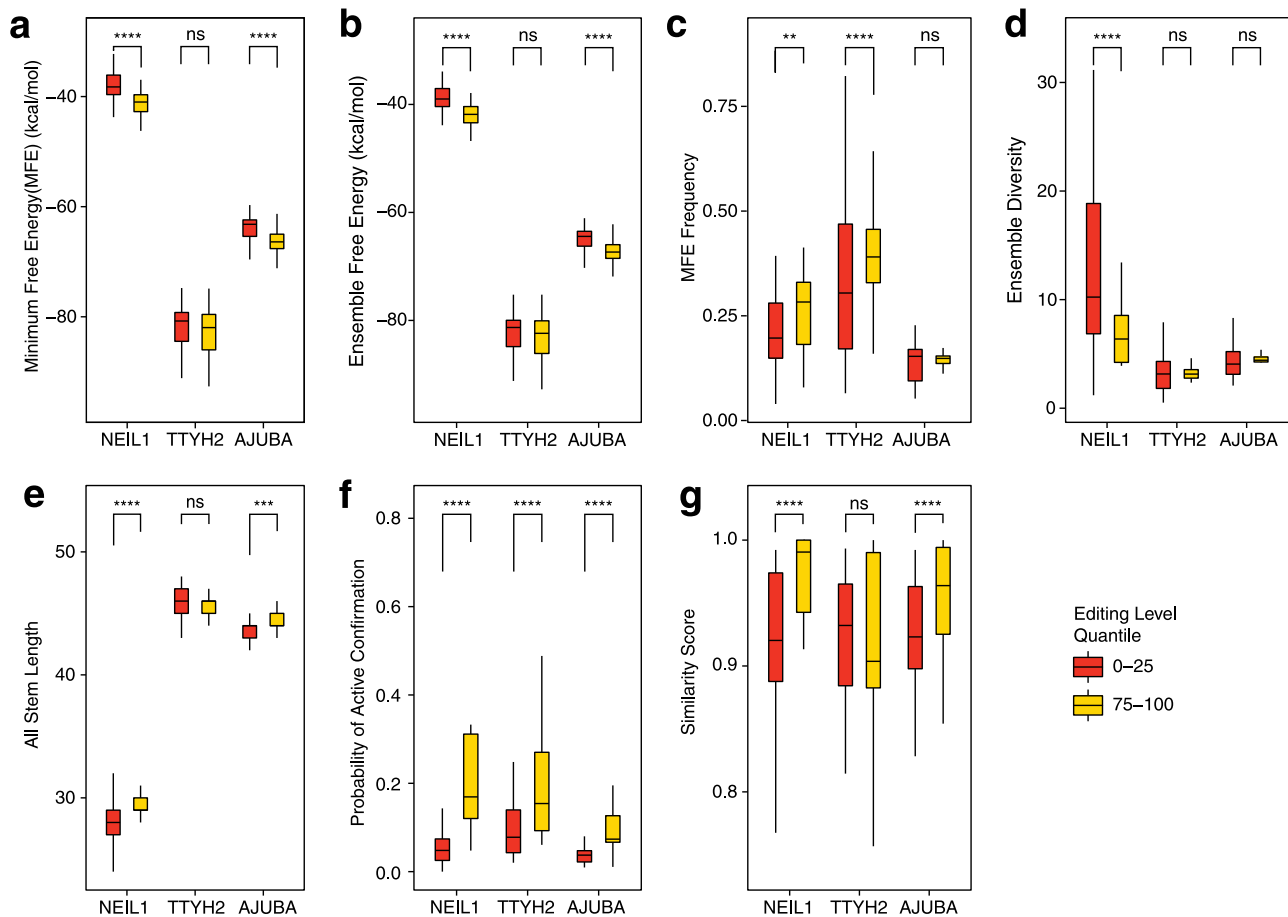 a
**** ns ****
Minimum Free Energy(MFE) (kcal/mol)
−40
−60
−80
NEIL1 TTYH2 AJUBA
b
**** ns ****
Ensemble Free Energy (kcal/mol)
−40
−60
−80
NEIL1 TTYH2 AJUBA
c
** **** ns
MFE Frequency
0.75
0.50
0.25
0.00
NEIL1 TTYH2 AJUBA
d
**** ns ns
Ensemble Diversity
30
20
10
0
NEIL1 TTYH2 AJUBA
e
**** ns ***
All Stem Length
50
40
30
NEIL1 TTYH2 AJUBA
f
**** **** ****
Probability of Active Confirmation
0.8
0.6
0.4
0.2
0.0
NEIL1 TTYH2 AJUBA
g
**** ns ****
Similarity Score
1.0
0.9
0.8
NEIL1 TTYH2 AJUBA
Editing Level
Quantile
0−25
75−100